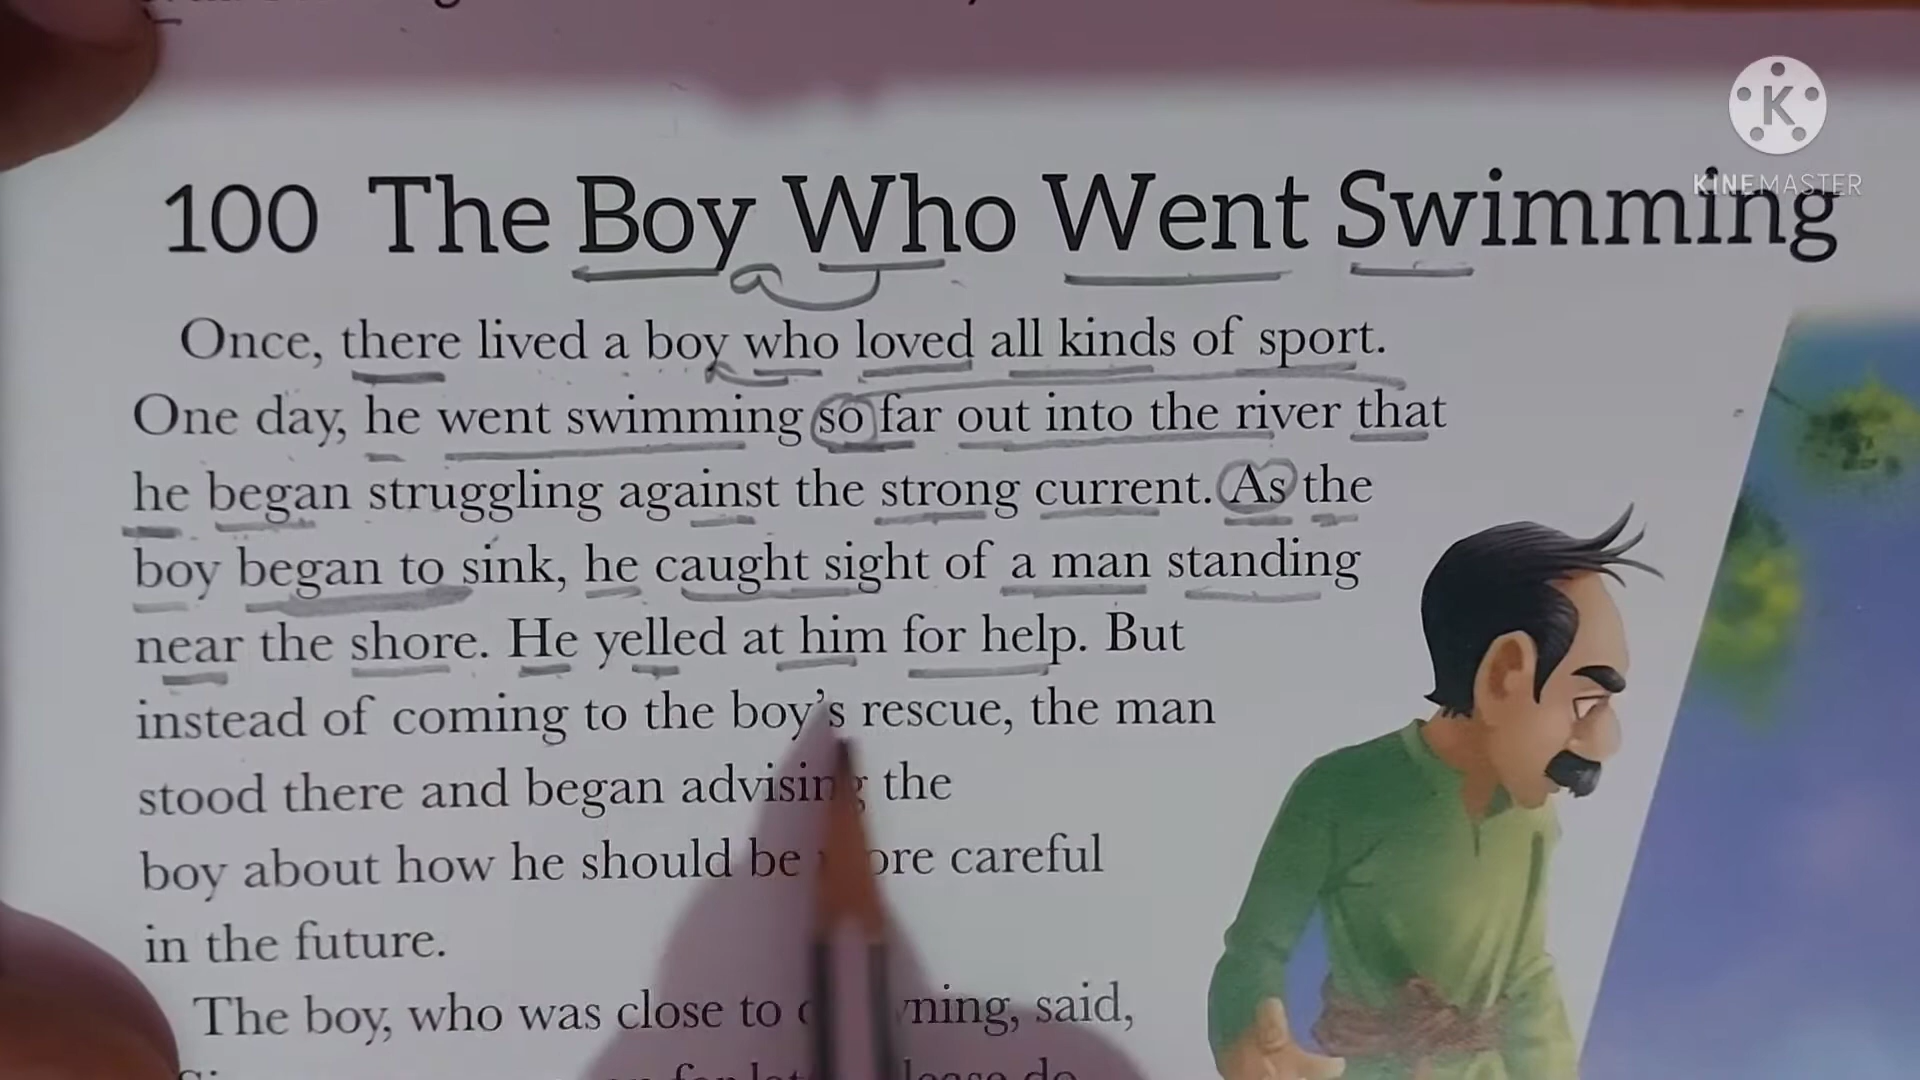 KINEMASTER
100 The Boy Who Went Swimming
Once, there lived a boy who loved all kinds of sport.
One day, he went swimming so far out into the river that
he began struggling against the strong current. As the
boy began to sink, he caught sight of a man standing
near the shore. He yelled at him for help. But
instead of coming to the boy's rescue, the man
stood there and began advising the
boy about how he should be more careful
in the future.
The boy, who was close to drowning, said,